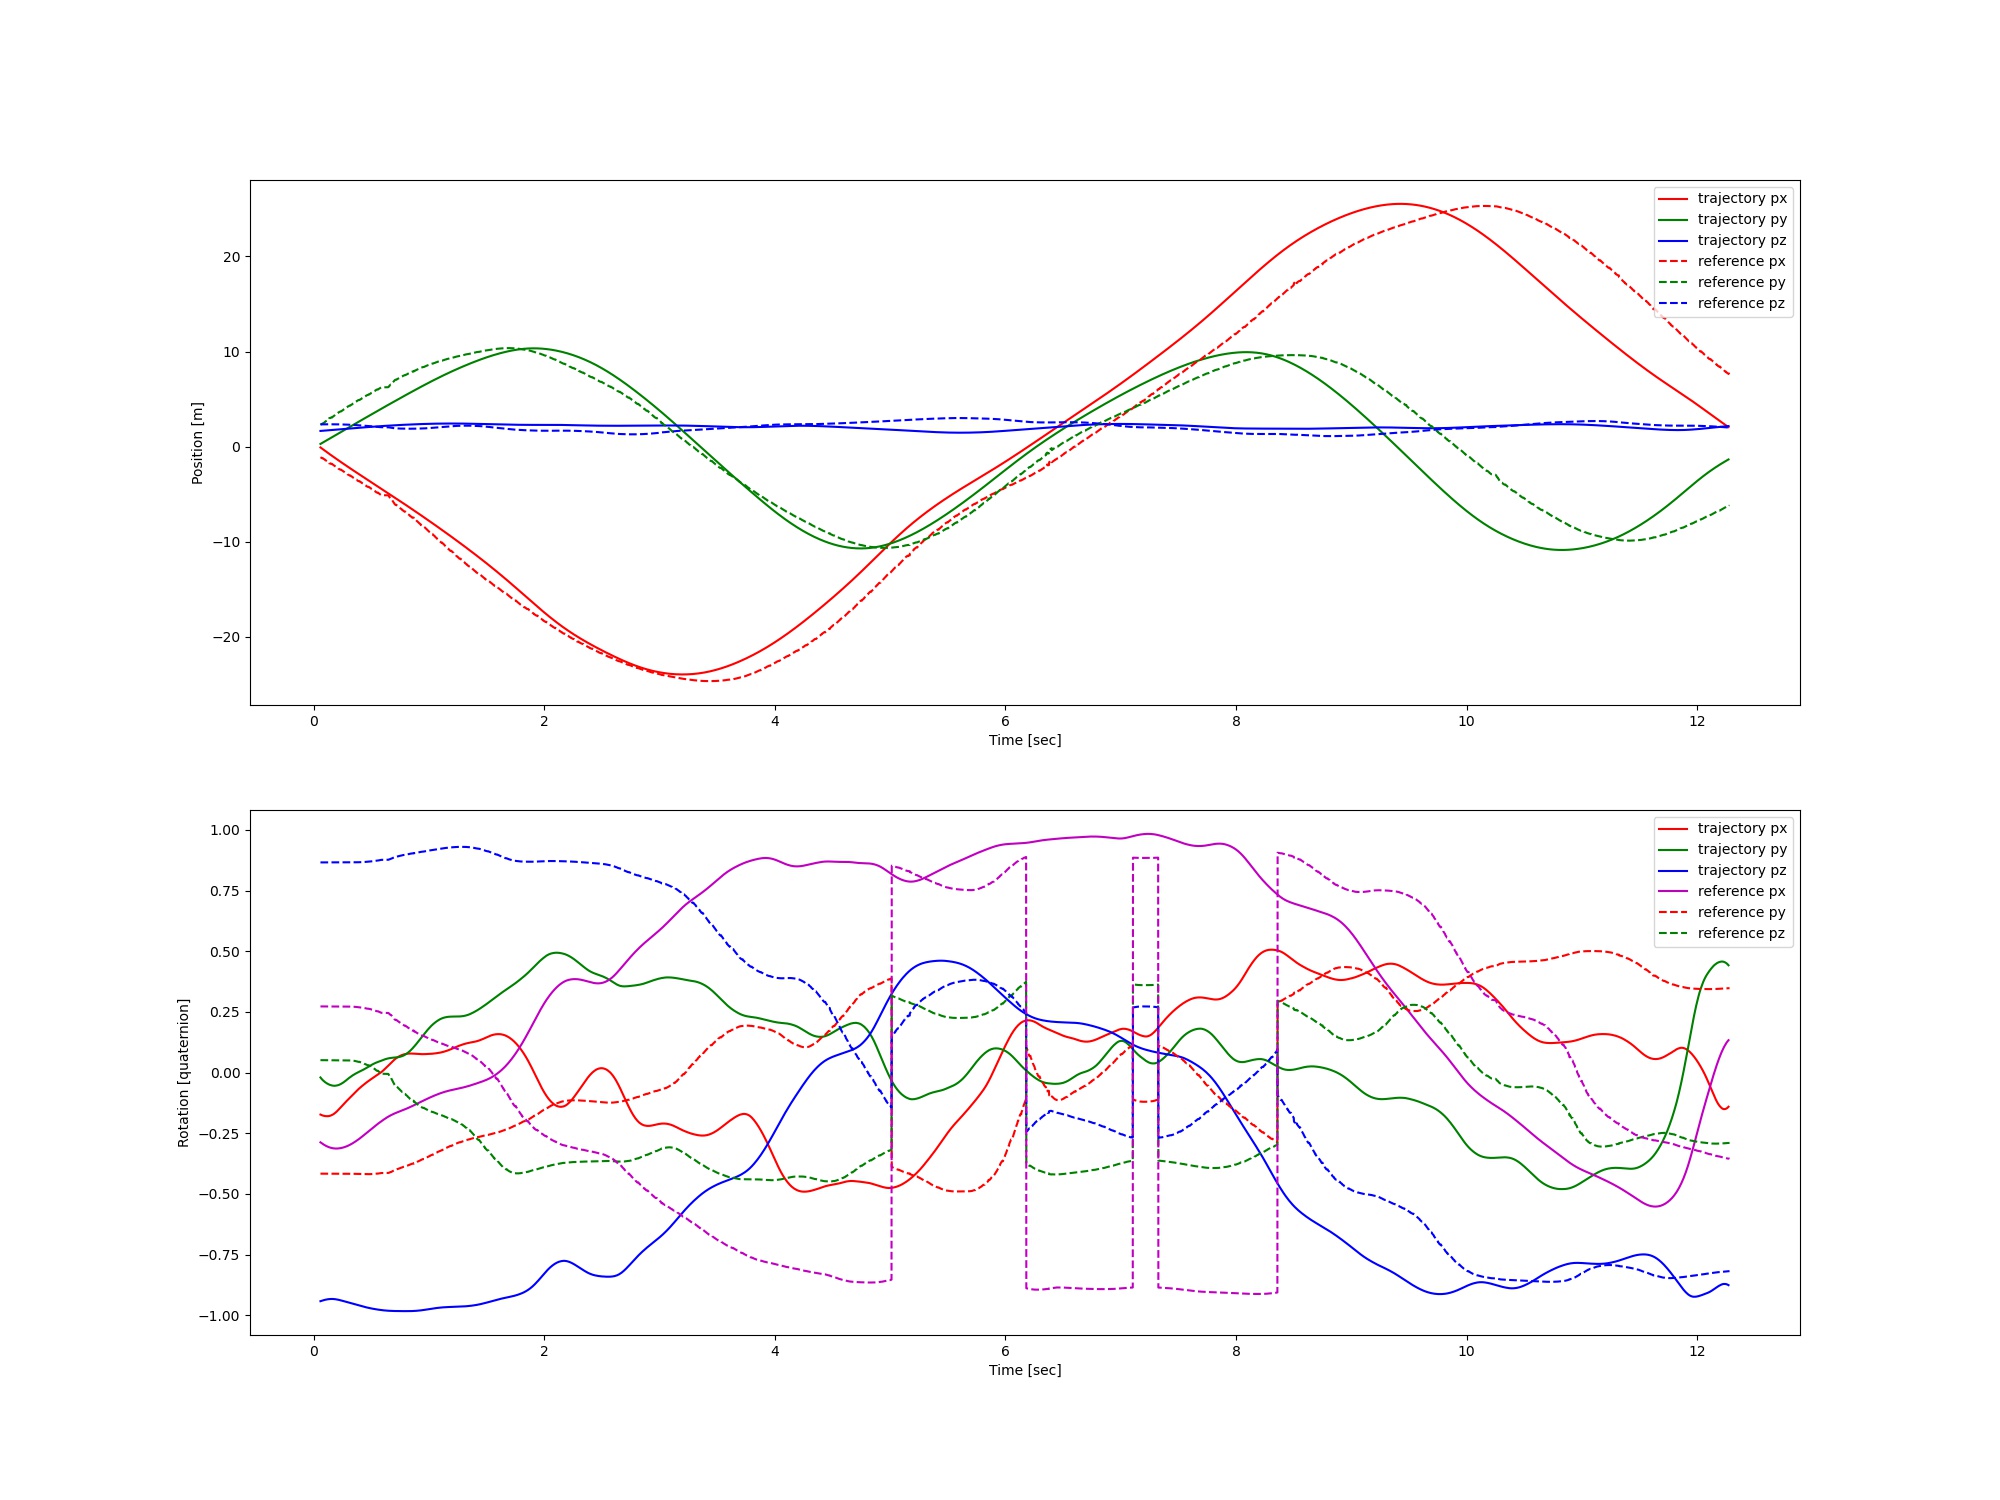 20
10
0
−10
−20
Position [m]
0 2 4 6 8 10 12
Time [sec]
trajectory px
trajectory py
trajectory pz
reference px
reference py
reference pz
1.00
0.75
0.50
0.25
0.00
−0.25
−0.50
−0.75
−1.00
Rotation [quaternion]
0 2 4 6 8 10 12
Time [sec]
trajectory px
trajectory py
trajectory pz
reference px
reference py
reference pz